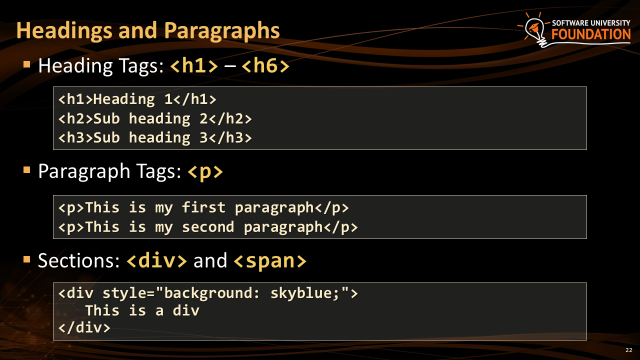 Headings and Paragraphs
SOFTWARE UNIVERSITY
FOUNDATION
Heading Tags: <h1> – <h6>
<h1>Heading 1</h1>
<h2>Sub heading 2</h2>
<h3>Sub heading 3</h3>
Paragraph Tags: <p>
<p>This is my first paragraph</p>
<p>This is my second paragraph</p>
Sections: <div> and <span>
<div style="background: skyblue;">
   This is a div
</div>
22